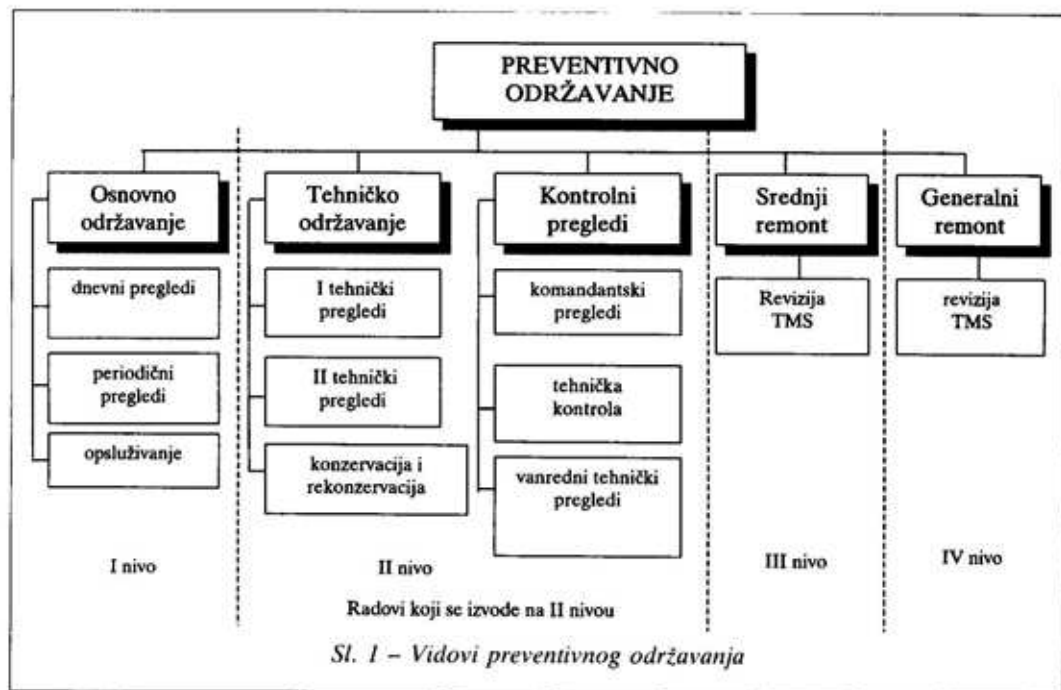 PREVENTIVNO
ODRŽAVANJE
Osnovno
održavanje
dnevni pregledi
periodični
pregledi
opsluživanje
Tehničko
održavanje
I tehnički
pregledi
II tehnički
pregledi
konzervacija i
rekonzervacija
Kontrolni
pregledi
komandantski
pregledi
tehnička
kontrola
vanredni tehnički
pregledi
Srednji
remont
Revizija
TMS
Generalni
remont
revizija
TMS
I nivo
II nivo
III nivo
IV nivo
Radovi koji se izvode na II nivou
Sl. 1 – Vidovi preventivnog održavanja